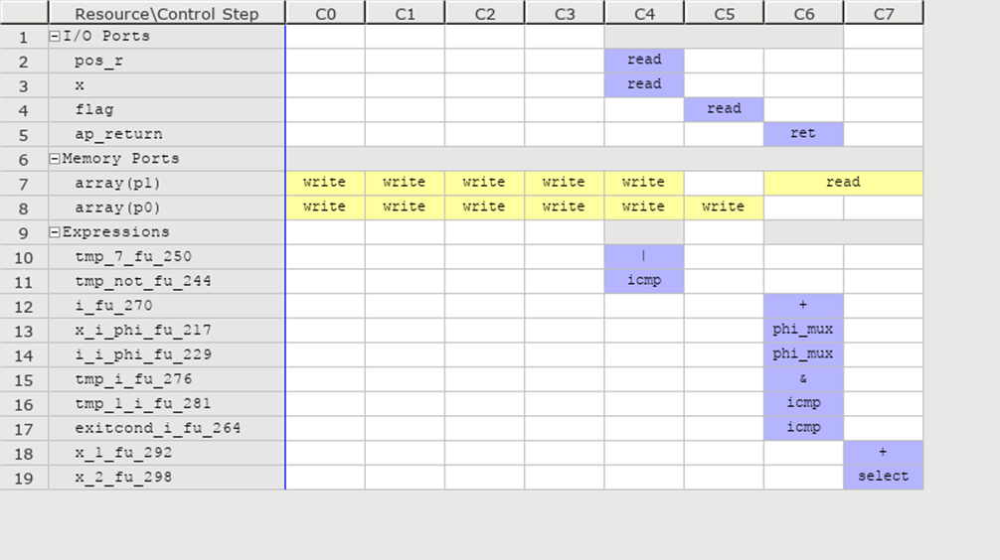 Resource\Control Step C0 C1 C2 C3 C4 C5 C6 C7
1 I/O Ports
2 pos_r read
3 x read
4 flag read
5 ap_return ret
6 Memory Ports
7 array(p1) write write write write write read
8 array(p0) write write write write write write
9 Expressions
10 tmp_7_fu_250 |
11 tmp_not_fu_244 icmp
12 i_fu_270 +
13 x_i_phi_fu_217 phi_mux
14 i_i_phi_fu_229 phi_mux
15 tmp_i_fu_276 &
16 tmp_1_i_fu_281 icmp
17 exitcond_i_fu_264 icmp
18 x_1_fu_292 +
19 x_2_fu_298 select